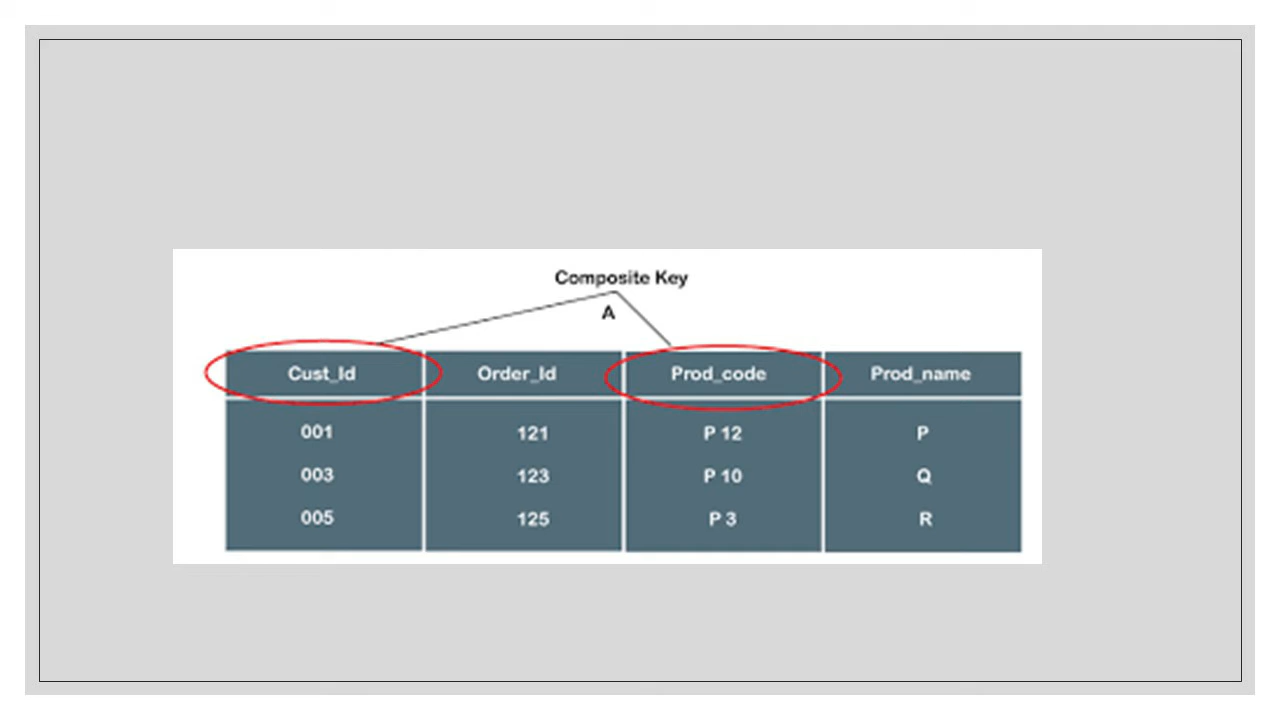 Composite Key
A
Cust_Id Order_Id Prod_code Prod_name
001 121 P 12 P
003 123 P 10 Q
005 125 P 3 R